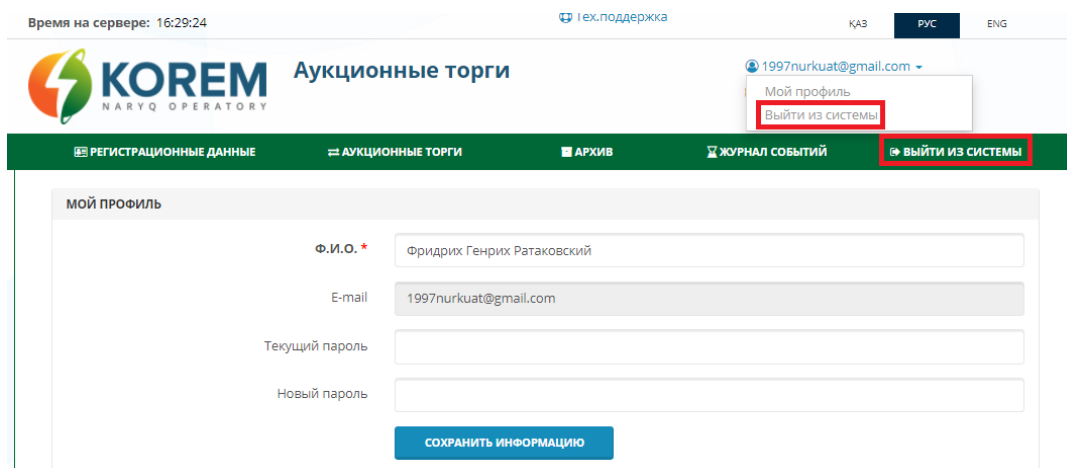 Время на сервере: 16:29:24
Тех.поддержка
ҚАЗ РУС ENG
KOREM
NARYQ OPERATORY
Аукционные торги
1997nurkuat@gmail.com
Мой профиль
Выйти из системы
РЕГИСТРАЦИОННЫЕ ДАННЫЕ АУКЦИОННЫЕ ТОРГИ АРХИВ ЖУРНАЛ СОБЫТИЙ ВЫЙТИ ИЗ СИСТЕМЫ
МОЙ ПРОФИЛЬ
Ф.И.О. * Фридрих Генрих Ратаковский
E-mail 1997nurkuat@gmail.com
Текущий пароль
Новый пароль
СОХРАНИТЬ ИНФОРМАЦИЮ